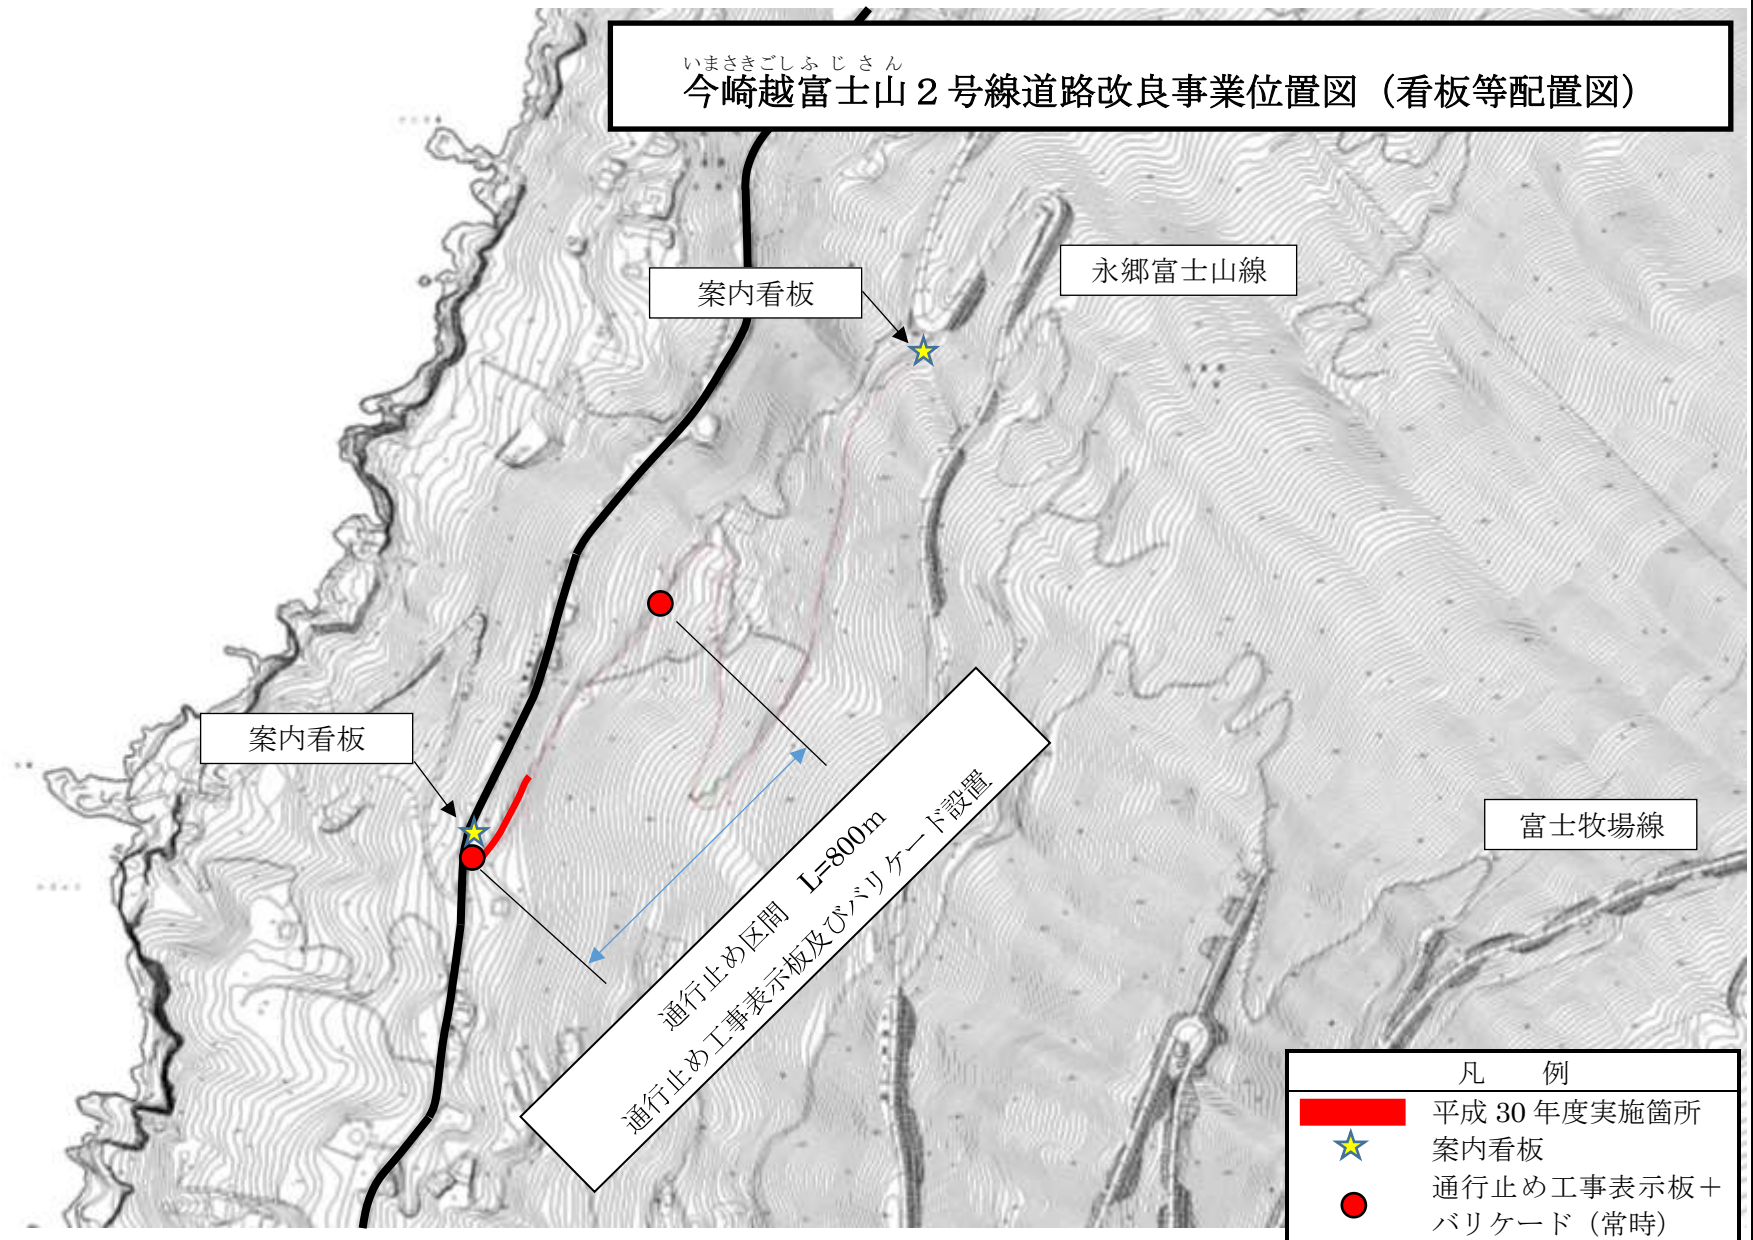 いまさきごしふじさん
今崎越富士山２号線道路改良事業位置図（看板等配置図）
永郷富士山線
案内看板
案内看板
通行止め区間　L=800m
通行止め工事表示板及びバリケード設置
富士牧場線
凡　例
平成 30 年度実施箇所
案内看板
通行止め工事表示板＋
バリケード（常時）